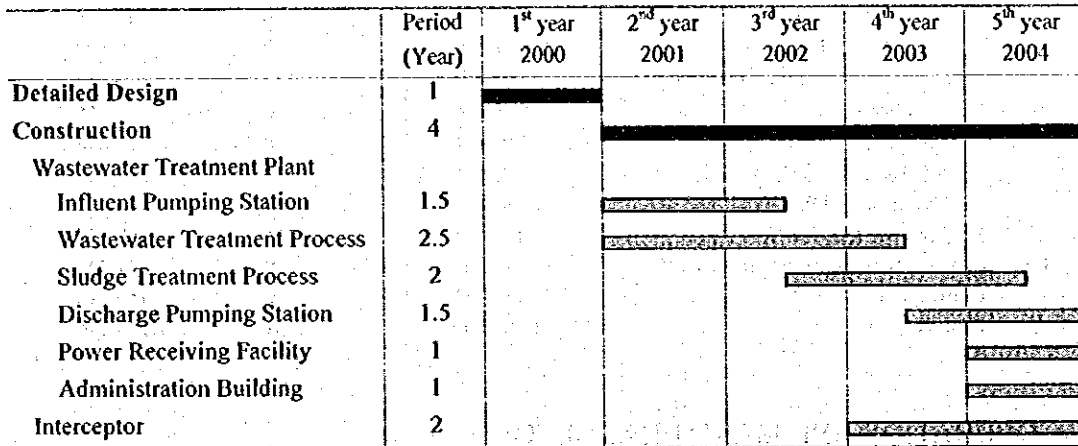 Period 1st year 2nd year 3rd year 4th year 5th year
(Year) 2000 2001 2002 2003 2004
Detailed Design 1
Construction 4
Wastewater Treatment Plant
Influent Pumping Station 1.5
Wastewater Treatment Process 2.5
Sludge Treatment Process 2
Discharge Pumping Station 1.5
Power Receiving Facility 1
Administration Building 1
Interceptor 2